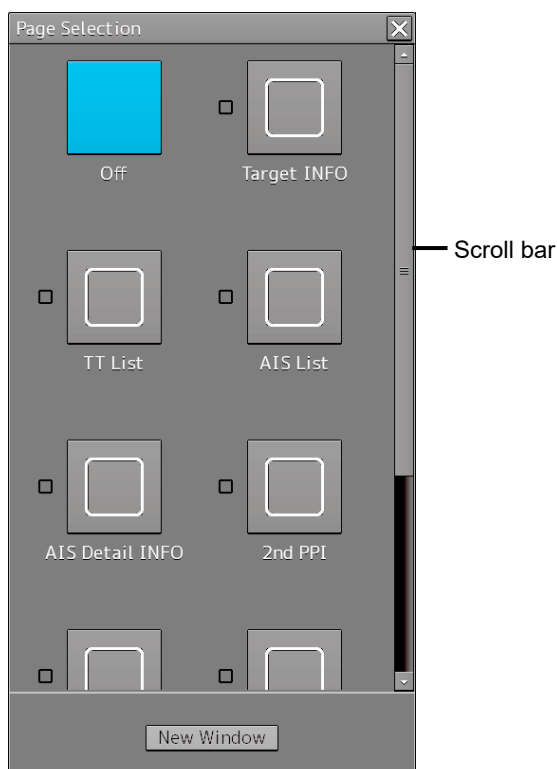 Page Selection
Off
Target INFO
Scroll bar
TT List
AIS List
AIS Detail INFO
2nd PPI
New Window